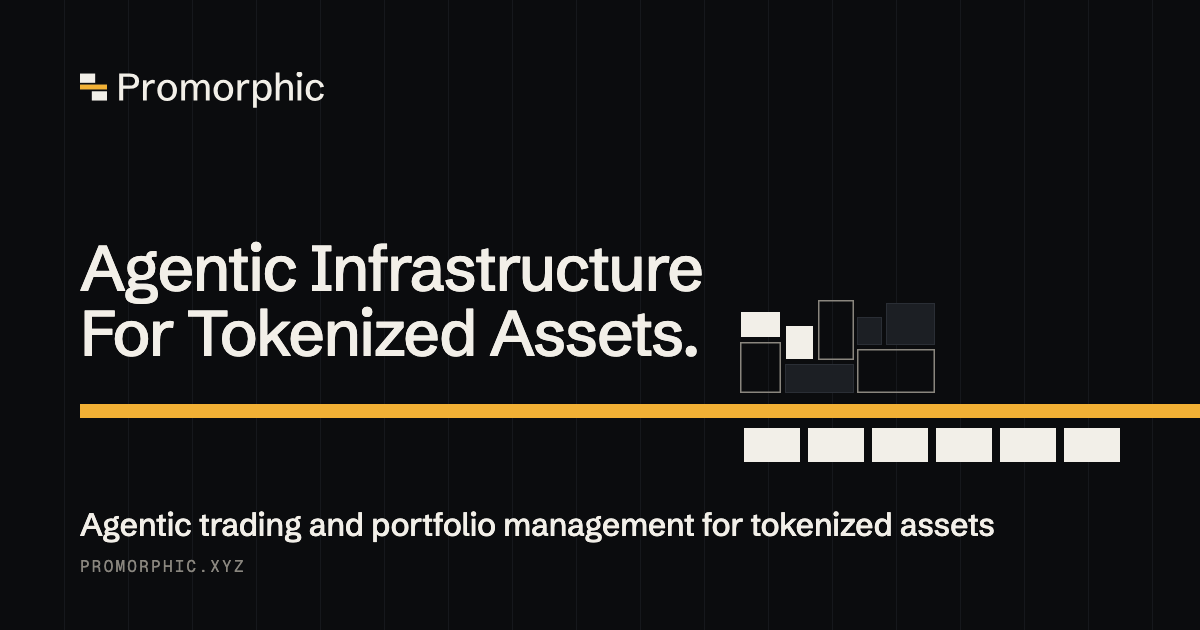 Promorphic
Agentic Infrastructure
For Tokenized Assets.
Agentic trading and portfolio management for tokenized assets
PROMORPHIC.XYZ